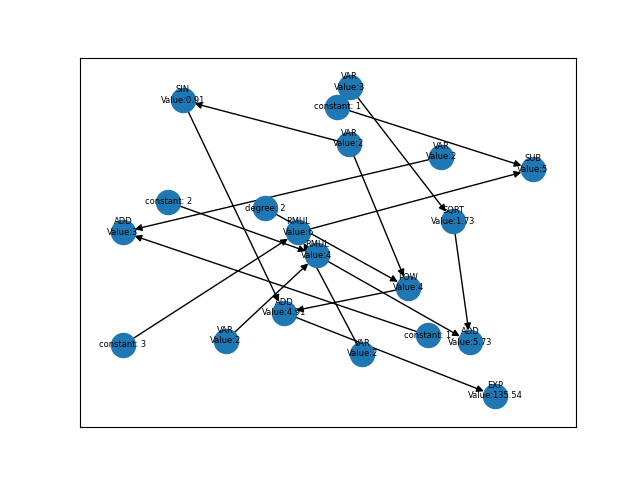 VAR
Value:3
SIN
Value:0.91
constant: 1
VAR
Value:2
VAR
Value:2
SUB
Value:5
constant: 2
degree: 2
SQRT
Value:1.73
ADD
Value:3
RMUL
Value:6
RMUL
Value:4
POW
Value:4
ADD
Value:4.91
VAR
Value:2
constant: 3
VAR
Value:2
constant: 1
ADD
Value:5.73
EXP
Value:135.54